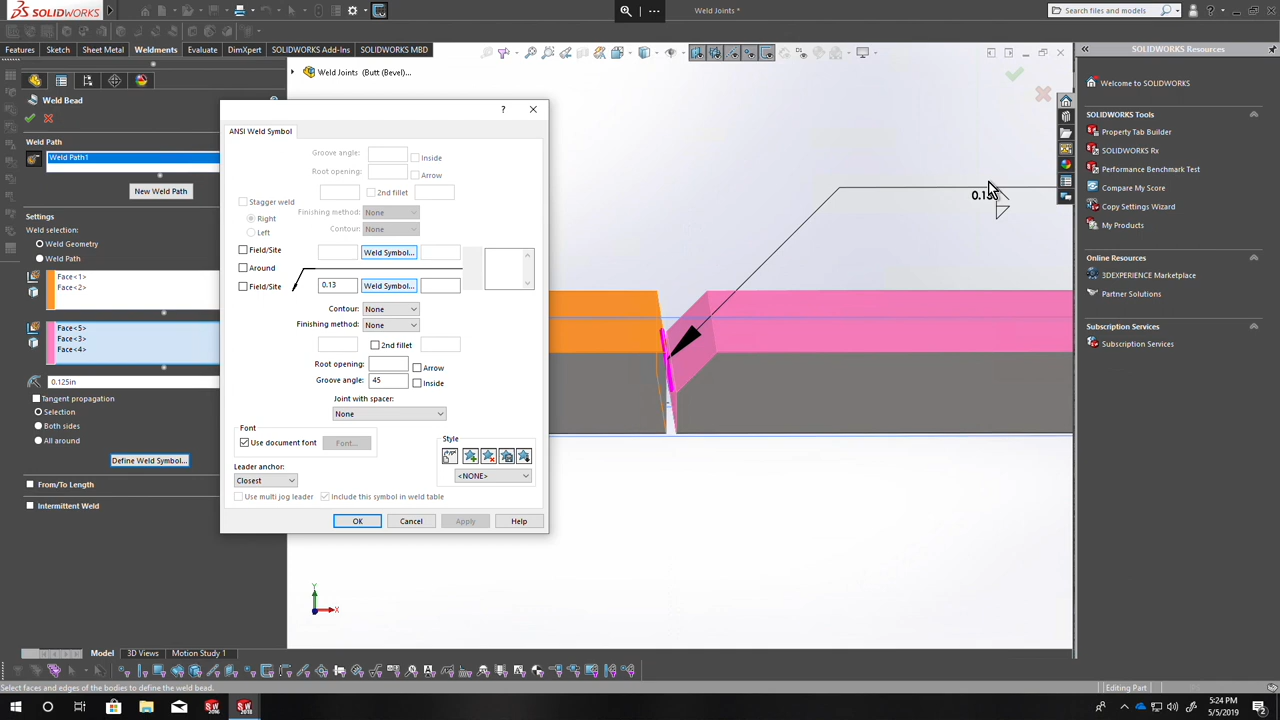 SOLIDWORKS
Weld Joints *
Search files and models
Features
Sketch
Sheet Metal
Weldments
Evaluate
DimXpert
SOLIDWORKS Add-Ins
SOLIDWORKS MBD
SOLIDWORKS Resources
Weld Joints (Butt (Bevel)...
Weld Bead
Weld Path
Weld Path1
New Weld Path
Settings
Weld selection:
Weld Geometry
Weld Path
Face<1>
Face<2>
Face<5>
Face<3>
Face<4>
0.125in
Tangent propagation
Selection
Both sides
All around
Define Weld Symbol...
From/To Length
Intermittent Weld
ANSI Weld Symbol
Groove angle:
Inside
Root opening:
Arrow
2nd fillet
Stagger weld
Finishing method:
None
Right
Contour:
None
Left
Field/Site
Weld Symbol...
Around
Field/Site
0.13
Weld Symbol...
Contour:
None
Finishing method:
None
2nd fillet
Root opening:
Arrow
Groove angle:
45
Inside
Joint with spacer:
None
Font
Use document font
Font...
Style
<NONE>
Leader anchor:
Closest
Use multi jog leader
Include this symbol in weld table
OK
Cancel
Apply
Help
Welcome to SOLIDWORKS
SOLIDWORKS Tools
Property Tab Builder
SOLIDWORKS Rx
Performance Benchmark Test
Compare My Score
Copy Settings Wizard
My Products
Online Resources
3DEXPERIENCE Marketplace
Partner Solutions
Subscription Services
Subscription Services
Y
X
Model
3D Views
Motion Study 1
Select faces and edges of the bodies to define the weld bead.
Editing Part
5:24 PM
5/5/2019